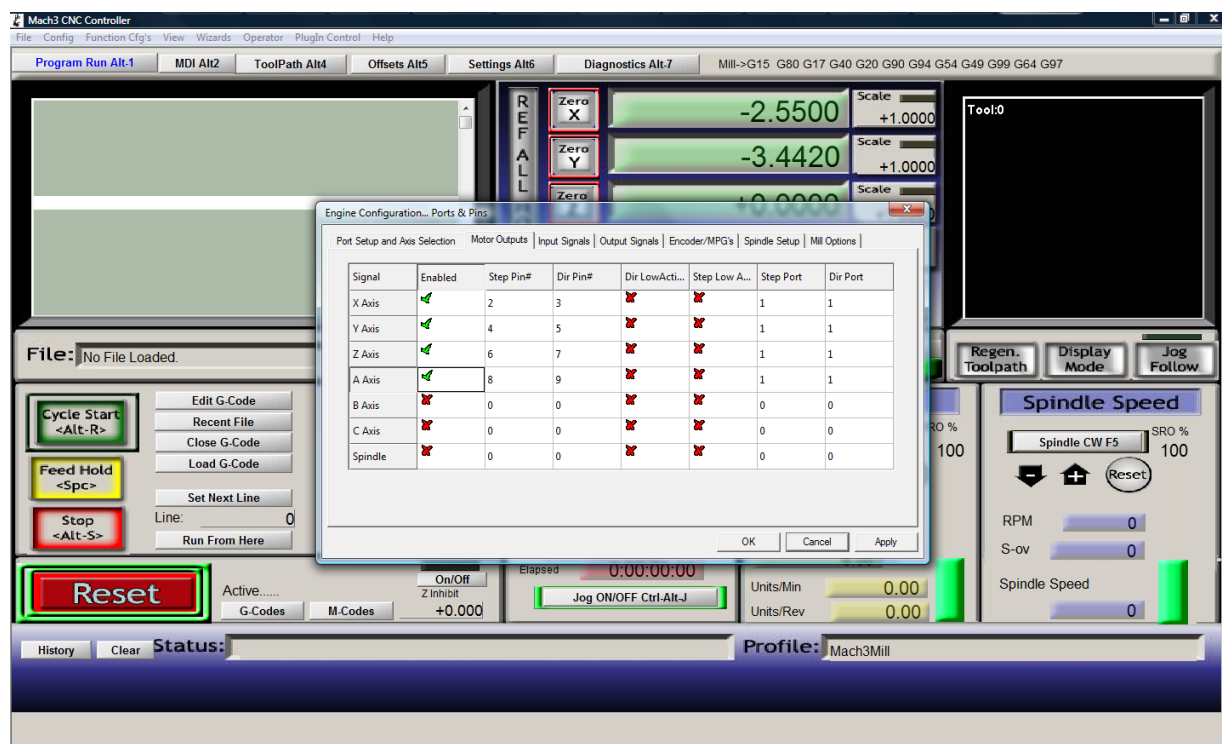 Mach3 CNC Controller
File Config Function Cfg's View Wizards Operator PlugIn Control Help
Program Run Alt-1 MDI Alt2 ToolPath Alt4 Offsets Alt5 Settings Alt6 Diagnostics Alt-7 Mill->G15 G80 G17 G40 G20 G90 G94 G54 G49 G99 G64 G97
REF ALL
Zero X -2.5500 Scale +1.0000
Zero Y -3.4420 Scale +1.0000
Zero Z +0.0000 Scale
Tool:0
Engine Configuration... Ports & Pins
Port Setup and Axis Selection Motor Outputs Input Signals Output Signals Encoder/MPG's Spindle Setup Mill Options
Signal Enabled Step Pin# Dir Pin# Dir LowActi... Step Low A... Step Port Dir Port
X Axis 2 3 1 1
Y Axis 4 5 1 1
Z Axis 6 7 1 1
A Axis 8 9 1 1
B Axis 0 0 0 0
C Axis 0 0 0 0
Spindle 0 0 0 0
OK Cancel Apply
File: No File Loaded.
Regen. Toolpath Display Mode Jog Follow
Cycle Start <Alt-R>
Feed Hold <Spc>
Stop <Alt-S>
Edit G-Code
Recent File
Close G-Code
Load G-Code
Set Next Line
Line: 0
Run From Here
RO %
100
Spindle Speed
Spindle CW F5 SRO %
100
Reset
RPM 0
S-ov 0
Spindle Speed
0
Reset
Active......
G-Codes M-Codes
On/Off
Z Inhibit
+0.000
Elapsed 0:00:00:00
Jog ON/OFF Ctrl-Alt-J
Units/Min 0.00
Units/Rev 0.00
History Clear Status: Profile: Mach3Mill